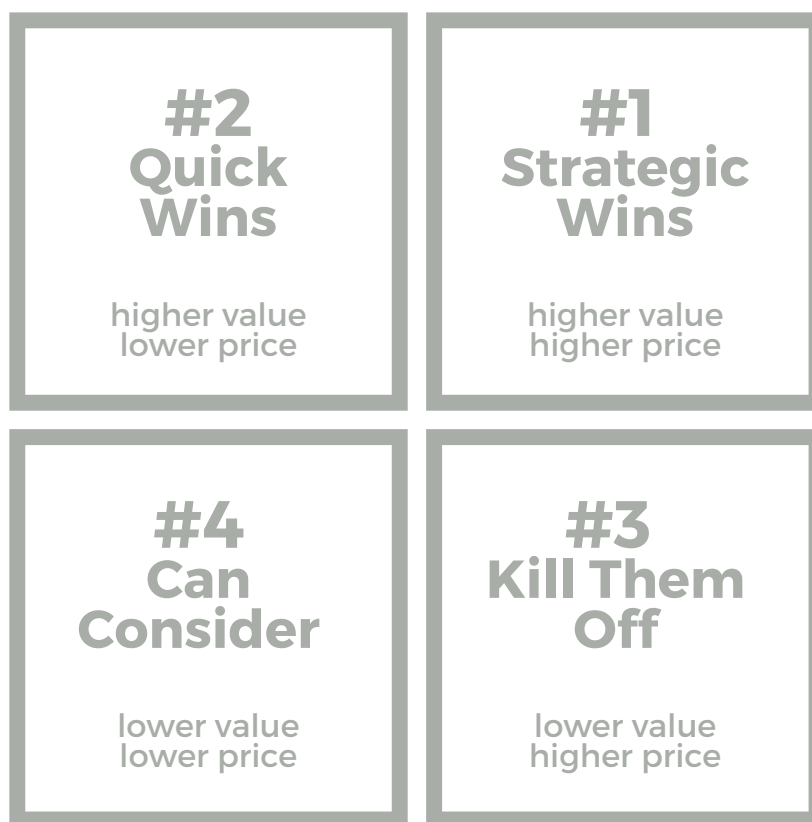 #2
Quick
Wins
higher value
lower price
#1
Strategic
Wins
higher value
higher price
#4
Can
Consider
lower value
lower price
#3
Kill Them
Off
lower value
higher price